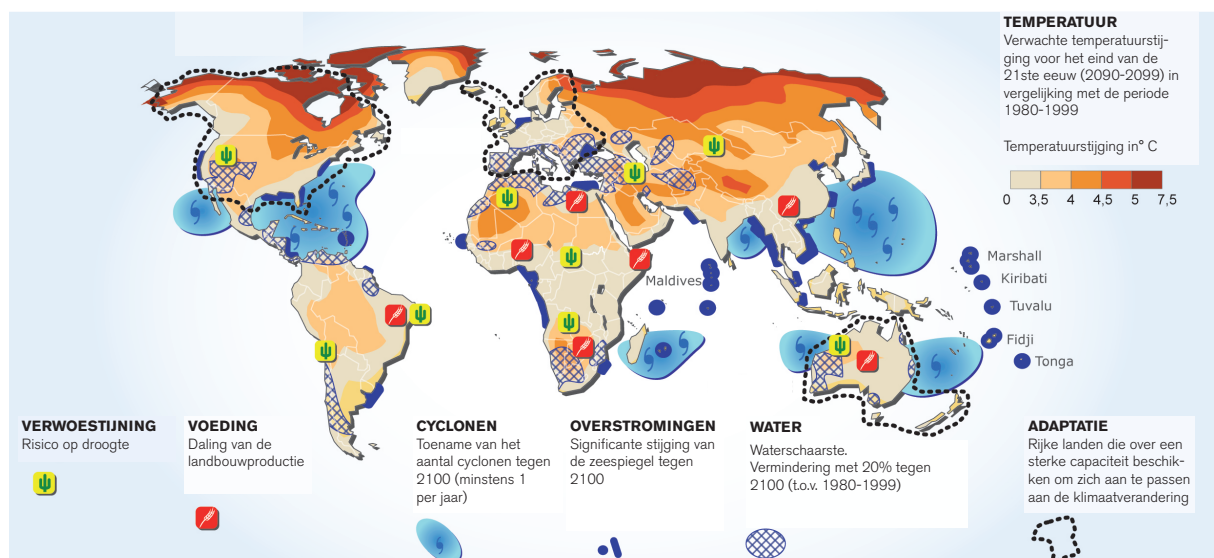 TEMPERATUUR
Verwachte temperatuurstij-
ging voor het eind van de
21ste eeuw (2090-2099) in
vergelijking met de periode
1980-1999
Temperatuurstijging in° C
0 3,5 4 4,5 5 7,5
Maldives
Marshall
Kiribati
Tuvalu
Fidji
Tonga
VERWOESTIJNING
Risico op droogte
VOEDING
Daling van de
landbouwproductie
CYCLONEN
Toename van het
aantal cyclonen tegen
2100 (minstens 1
per jaar)
OVERSTROMINGEN
Significante stijging van
de zeespiegel tegen
2100
WATER
Waterschaarste.
Vermindering met 20% tegen
2100 (t.o.v. 1980-1999)
ADAPTATIE
Rijke landen die over een
sterke capaciteit beschik-
ken om zich aan te passen
aan de klimaatverandering